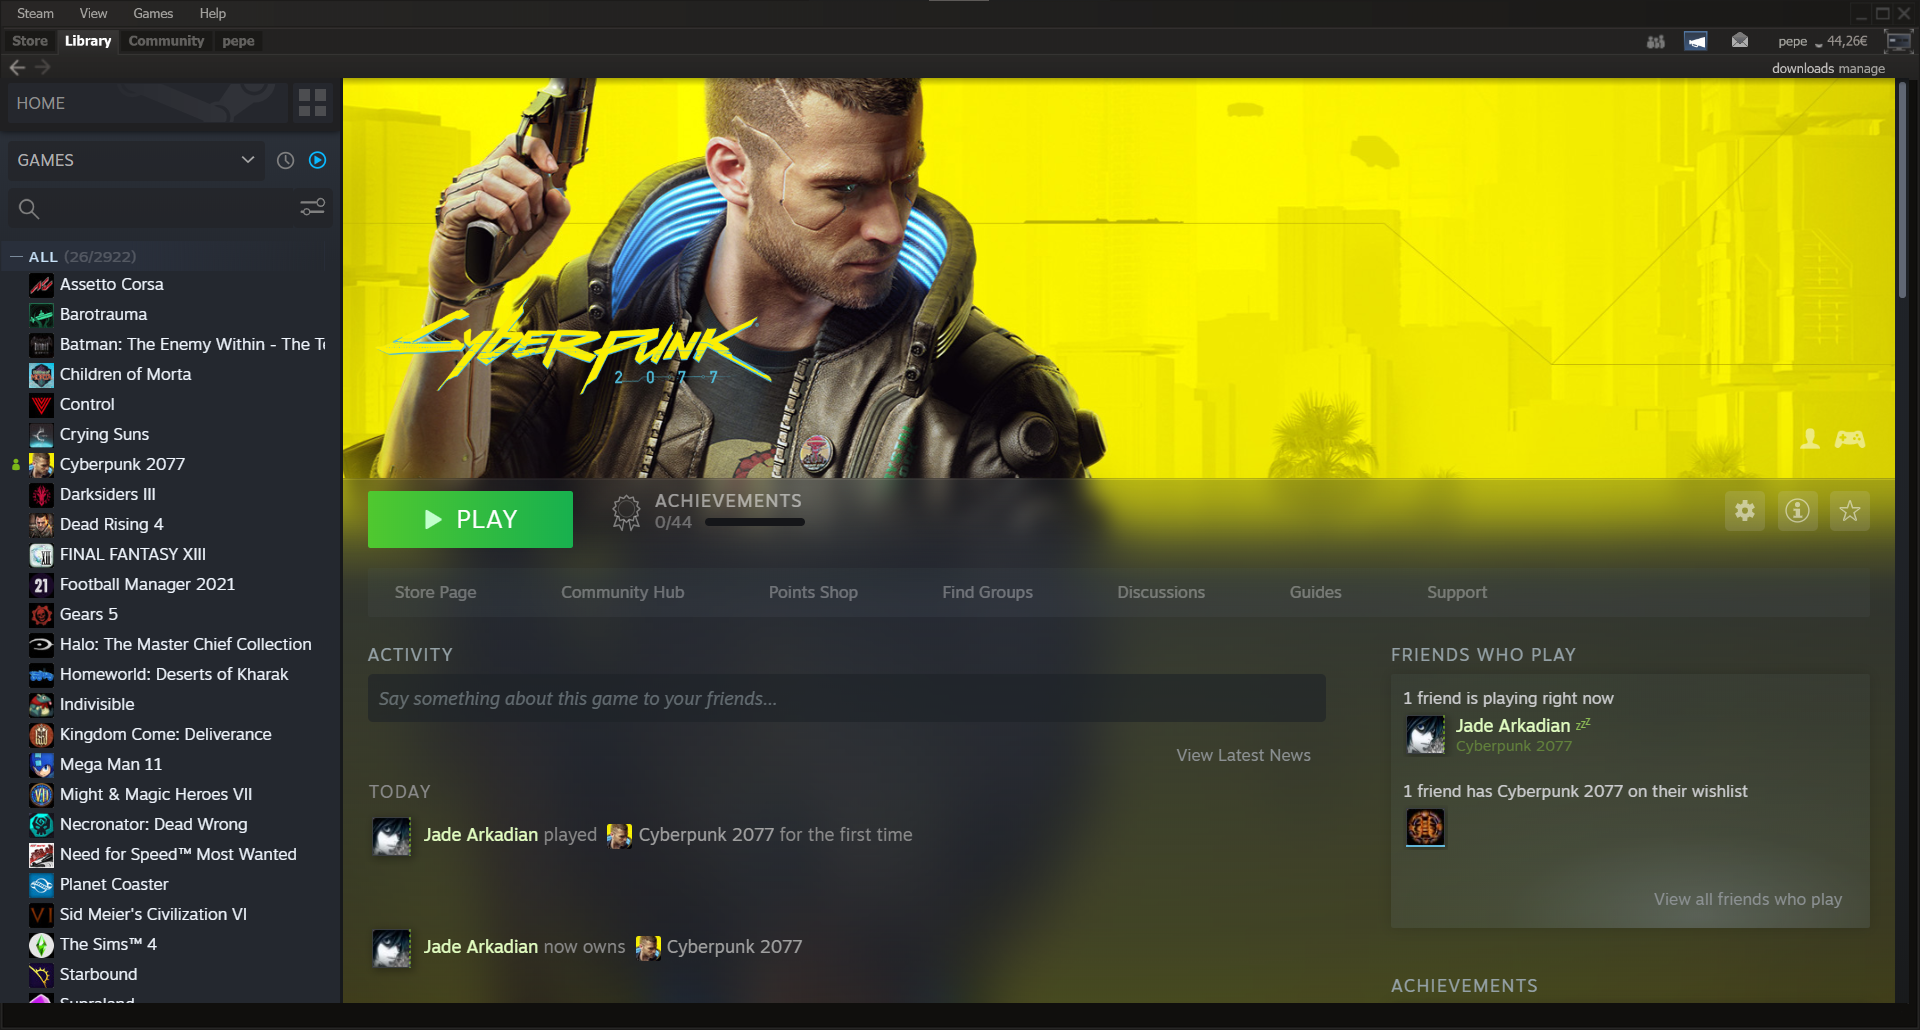 Steam View Games Help
Store Library Community pepe
pepe 44,26€
downloads manage
HOME
GAMES
ALL (26/2922)
Assetto Corsa
Barotrauma
Batman: The Enemy Within - The Te
Children of Morta
Control
Crying Suns
Cyberpunk 2077
Darksiders III
Dead Rising 4
FINAL FANTASY XIII
Football Manager 2021
Gears 5
Halo: The Master Chief Collection
Homeworld: Deserts of Kharak
Indivisible
Kingdom Come: Deliverance
Mega Man 11
Might & Magic Heroes VII
Necronator: Dead Wrong
Need for Speed™ Most Wanted
Planet Coaster
Sid Meier's Civilization VI
The Sims™ 4
Starbound
Supraland
CYBERPUNK
2077
PLAY
ACHIEVEMENTS
0/44
Store Page Community Hub Points Shop Find Groups Discussions Guides Support
ACTIVITY
Say something about this game to your friends...
View Latest News
TODAY
Jade Arkadian played Cyberpunk 2077 for the first time
Jade Arkadian now owns Cyberpunk 2077
FRIENDS WHO PLAY
1 friend is playing right now
Jade Arkadian zzz
Cyberpunk 2077
1 friend has Cyberpunk 2077 on their wishlist
View all friends who play
ACHIEVEMENTS